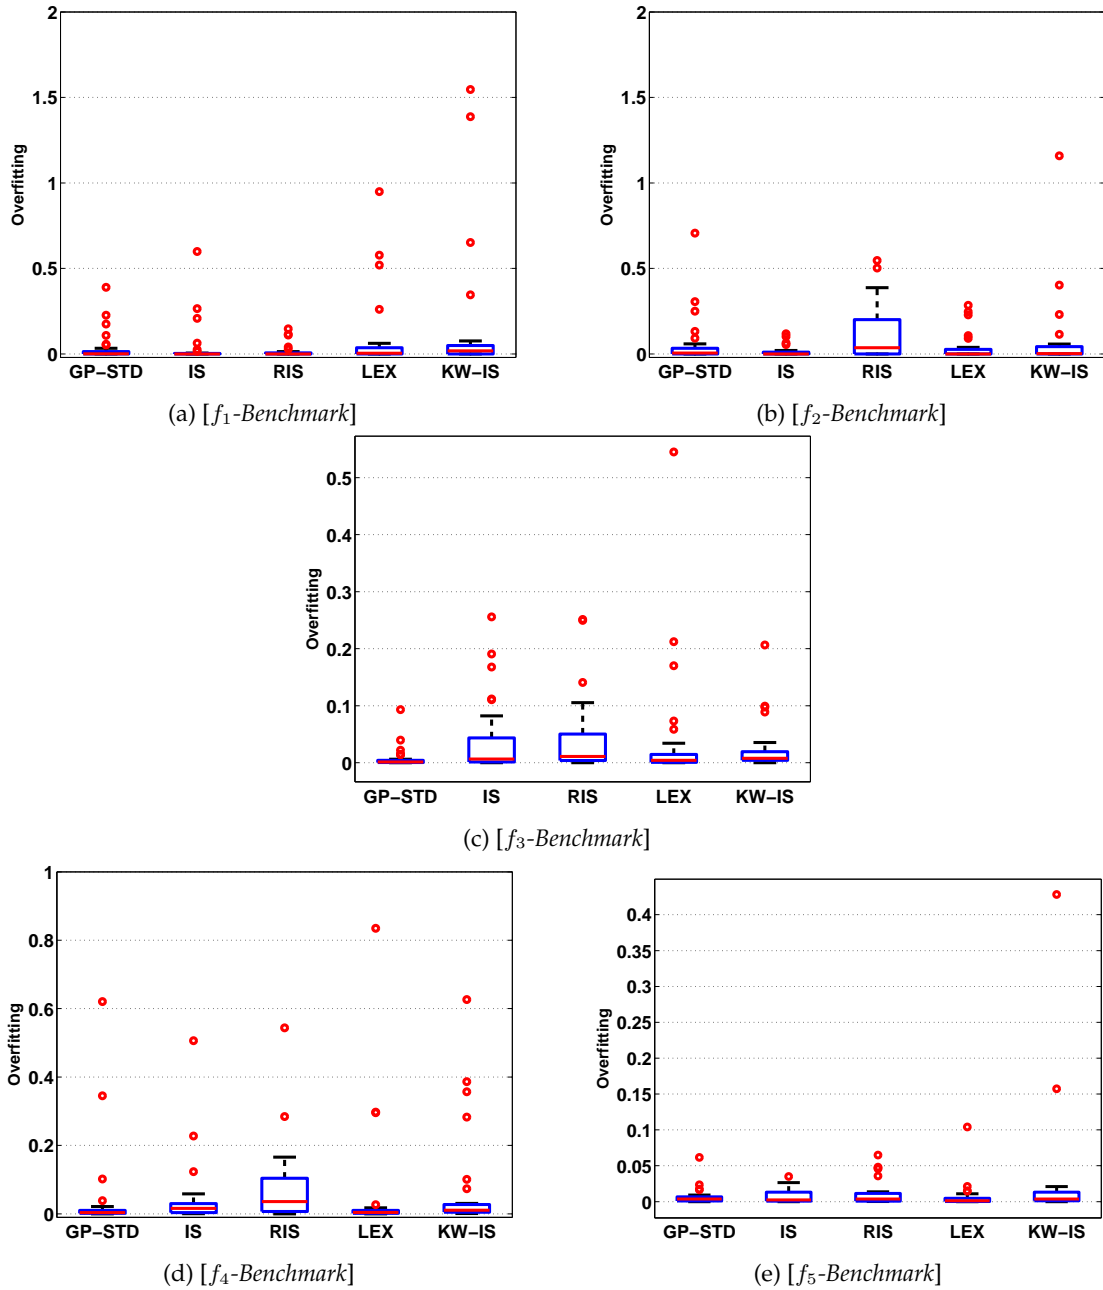 2
1.5
1
0.5
0
Overfitting
GP-STD IS RIS LEX KW-IS
(a) [f₁-Benchmark]
2
1.5
1
0.5
0
Overfitting
GP-STD IS RIS LEX KW-IS
(b) [f₂-Benchmark]
0.5
0.4
0.3
0.2
0.1
0
Overfitting
GP-STD IS RIS LEX KW-IS
(c) [f₃-Benchmark]
1
0.8
0.6
0.4
0.2
0
Overfitting
GP-STD IS RIS LEX KW-IS
(d) [f₄-Benchmark]
0.4
0.35
0.3
0.25
0.2
0.15
0.1
0.05
0
Overfitting
GP-STD IS RIS LEX KW-IS
(e) [f₅-Benchmark]